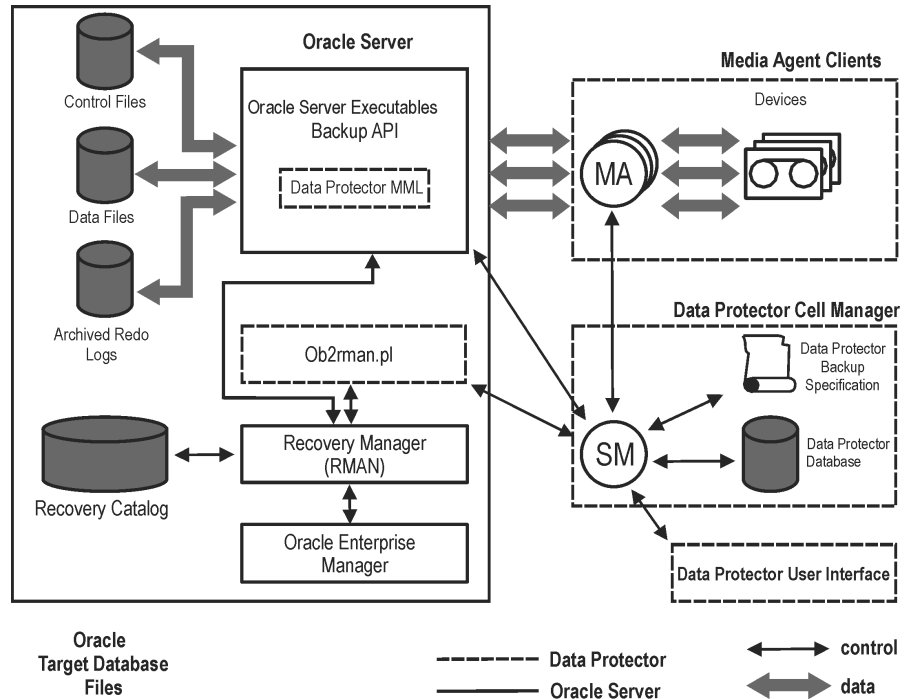 Oracle Server
Control Files
Data Files
Archived Redo
Logs
Oracle Server Executables
Backup API
Data Protector MML
Ob2rman.pl
Recovery Manager
(RMAN)
Recovery Catalog
Oracle Enterprise
Manager
Media Agent Clients
Devices
MA
Data Protector Cell Manager
Data Protector
Backup
Specification
SM
Data Protector
Database
Data Protector User Interface
Oracle
Target Database
Files
Data Protector
Oracle Server
control
data